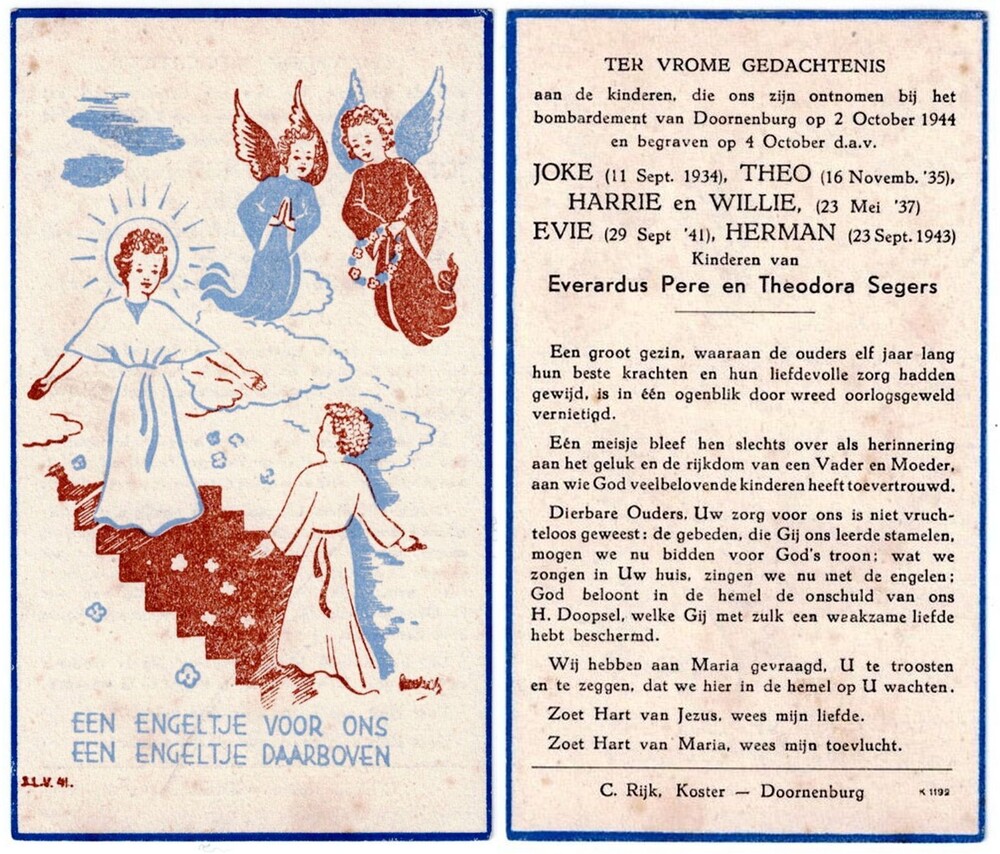 EEN ENGELTJE VOOR ONS
EEN ENGELTJE DAARBOVEN
TER VROME GEDACHTENIS
aan de kinderen, die ons zijn ontnomen bij het
bombardement van Doornenburg op 2 October 1944
en begraven op 4 October d.a.v.
JOKE (11 Sept. 1934), THEO (16 Novemb. '35),
HARRIE en WILLIE, (23 Mei '37)
EVIE (29 Sept '41), HERMAN (23 Sept. 1943)
Kinderen van
Everardus Pere en Theodora Segers
Een groot gezin, waaraan de ouders elf jaar lang
hun beste krachten en hun liefdevolle zorg hadden
gewijd, is in één ogenblik door wreed oorlogsgeweld
vernietigd.
Eén meisje bleef hen slechts over als herinnering
aan het geluk en de rijkdom van een Vader en Moeder,
aan wie God veelbelovende kinderen heeft toevertrouwd.
Dierbare Ouders, Uw zorg voor ons is niet vruch-
teloos geweest: de gebeden, die Gij ons leerde stamelen,
mogen we nu bidden voor God's troon; wat we
zongen in Uw huis, zingen we nu met de engelen;
God beloont in de hemel de onschuld van ons
H. Doopsel, welke Gij met zulk een waakzame liefde
hebt beschermd.
Wij hebben aan Maria gevraagd, U te troosten
en te zeggen, dat we hier in de hemel op U wachten.
Zoet Hart van Jezus, wees mijn liefde.
Zoet Hart van Maria, wees mijn toevlucht.
C. Rijk, Koster — Doornenburg
K 1192